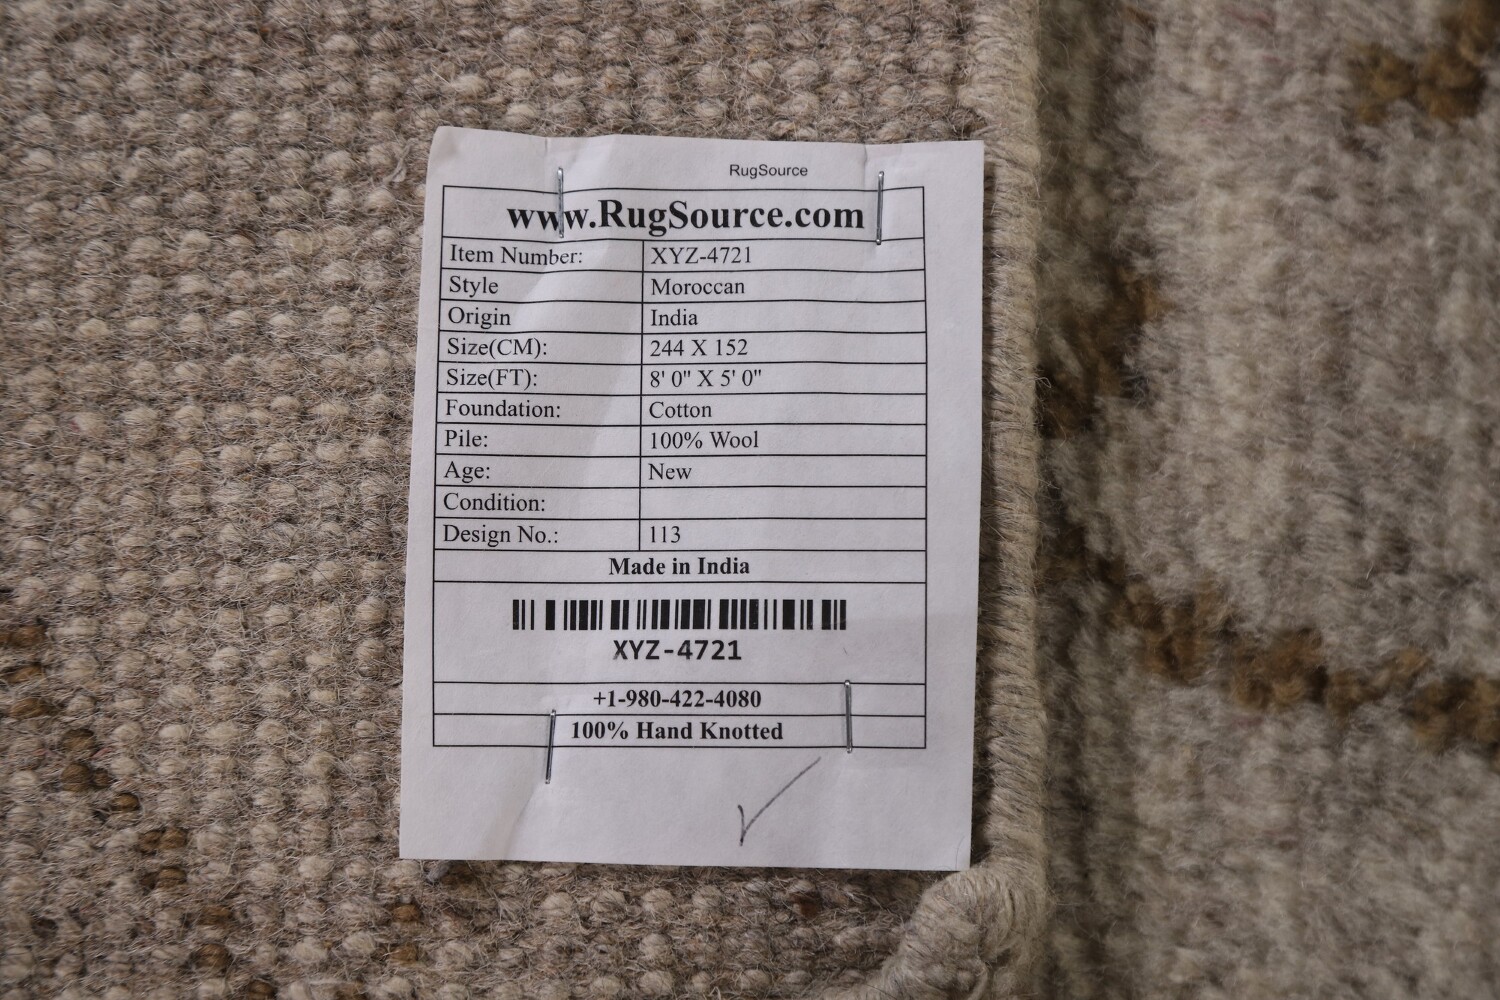 RugSource
www.RugSource.com
Item Number: XYZ-4721
Style Moroccan
Origin India
Size(CM): 244 X 152
Size(FT): 8' 0" X 5' 0"
Foundation: Cotton
Pile: 100% Wool
Age: New
Condition:
Design No.: 113
Made in India
XYZ-4721
+1-980-422-4080
100% Hand Knotted